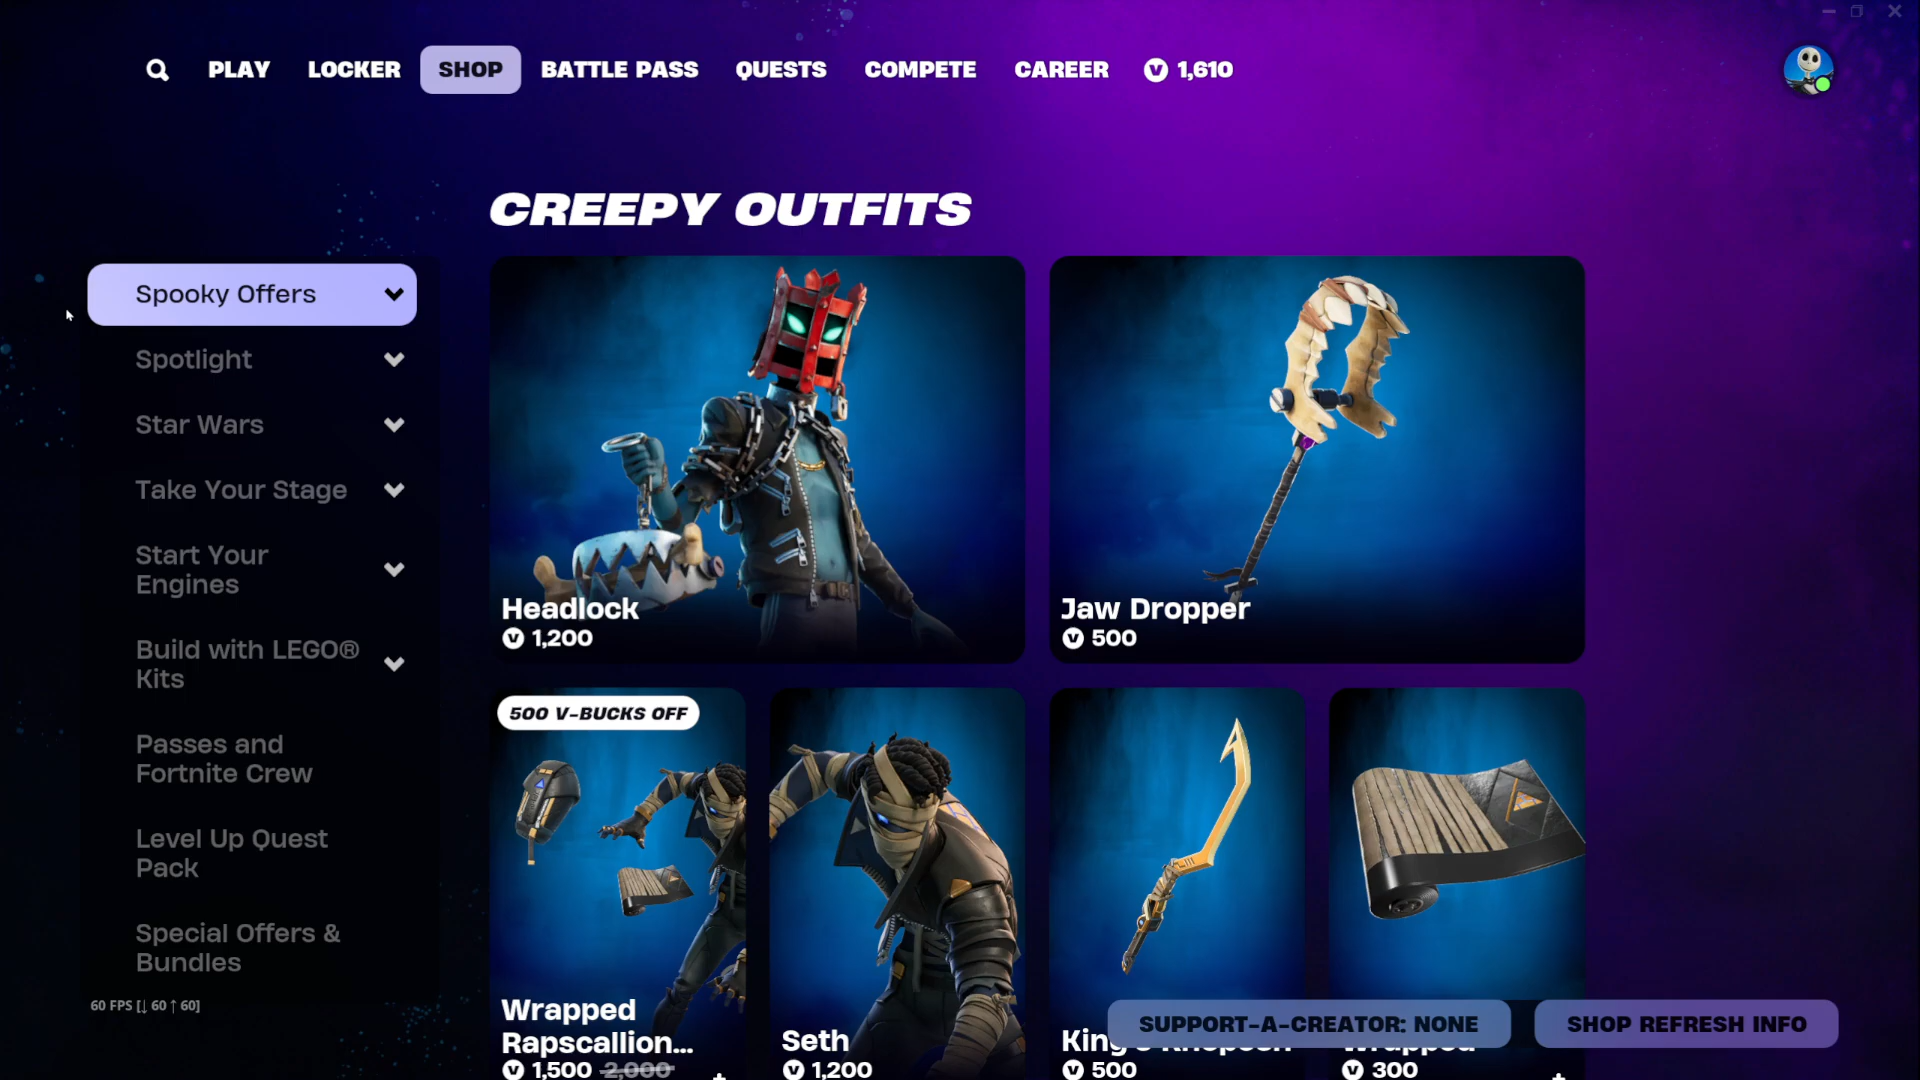 PLAY LOCKER SHOP BATTLE PASS QUESTS COMPETE CAREER 1,610
CREEPY OUTFITS
Spooky Offers
Spotlight
Star Wars
Take Your Stage
Start Your
Engines
Build with LEGO®
Kits
Passes and
Fortnite Crew
Level Up Quest
Pack
Special Offers &
Bundles
60 FPS [↓ 60 ↑ 60]
Headlock
1,200
Jaw Dropper
500
500 V-BUCKS OFF
Wrapped
Rapscallion...
1,500 2,000
Seth
1,200
King's Khopesh
500
Wrapped
300
SUPPORT-A-CREATOR: NONE
SHOP REFRESH INFO